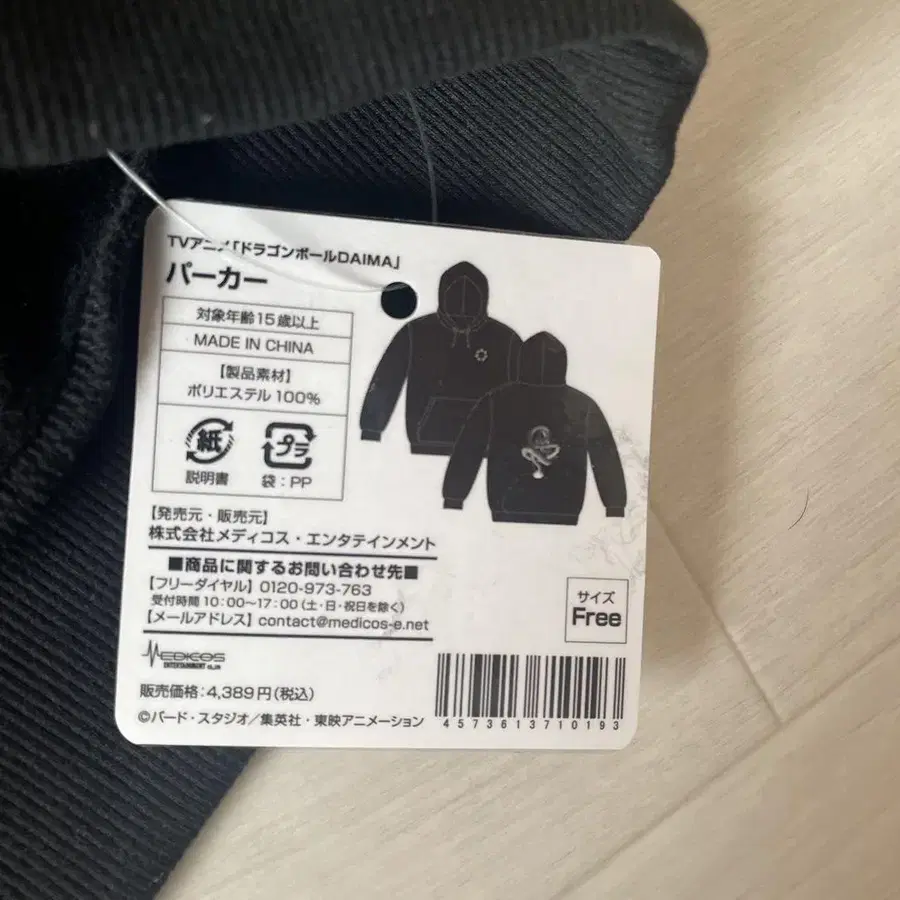 TVアニメ「ドラゴンボールDAIMA」
パーカー
対象年齢15歳以上
MADE IN CHINA
【製品素材】
ポリエステル100%
紙
説明書
プラ
袋:PP
【発売元・販売元】
株式会社メディコス・エンタテインメント
■商品に関するお問い合わせ先■
【フリーダイヤル】0120-973-763
受付時間 10:00~17:00(土・日・祝日を除く)
【メールアドレス】contact@medicos-e.net
MEDICOS
ENTERTAINMENT CO.,LTD
販売価格:4,389円(税込)
©バード・スタジオ/集英社・東映アニメーション
サイズ
Free
4573613710193